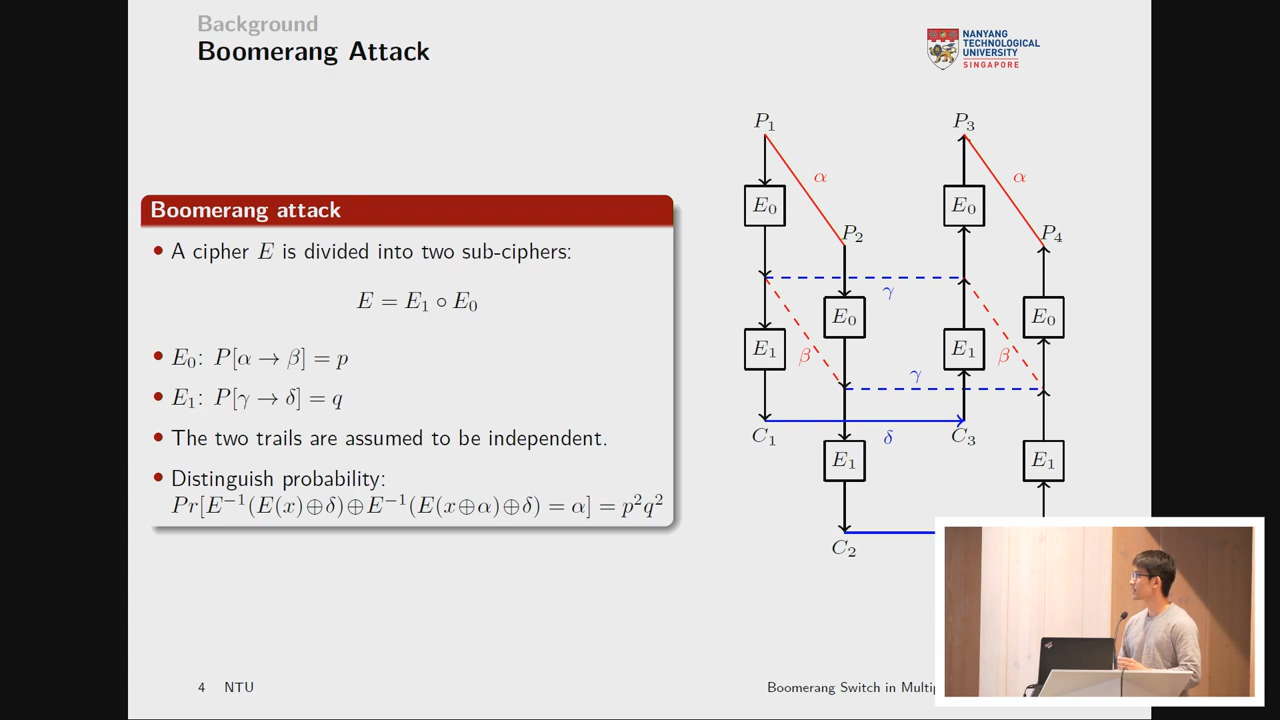 Background
Boomerang Attack
NANYANG
TECHNOLOGICAL
UNIVERSITY
SINGAPORE
Boomerang attack
• A cipher E is divided into two sub-ciphers:
E = E₁ ∘ E₀
• E₀: P[α → β] = p
• E₁: P[γ → δ] = q
• The two trails are assumed to be independent.
• Distinguish probability:
Pr[E⁻¹(E(x)⊕δ)⊕E⁻¹(E(x⊕α)⊕δ) = α] = p²q²
P₁
P₃
α
α
E₀
E₀
P₂
P₄
γ
E₀
E₀
E₁
β
E₁
β
γ
C₁
δ
C₃
E₁
E₁
C₂
4 NTU
Boomerang Switch in